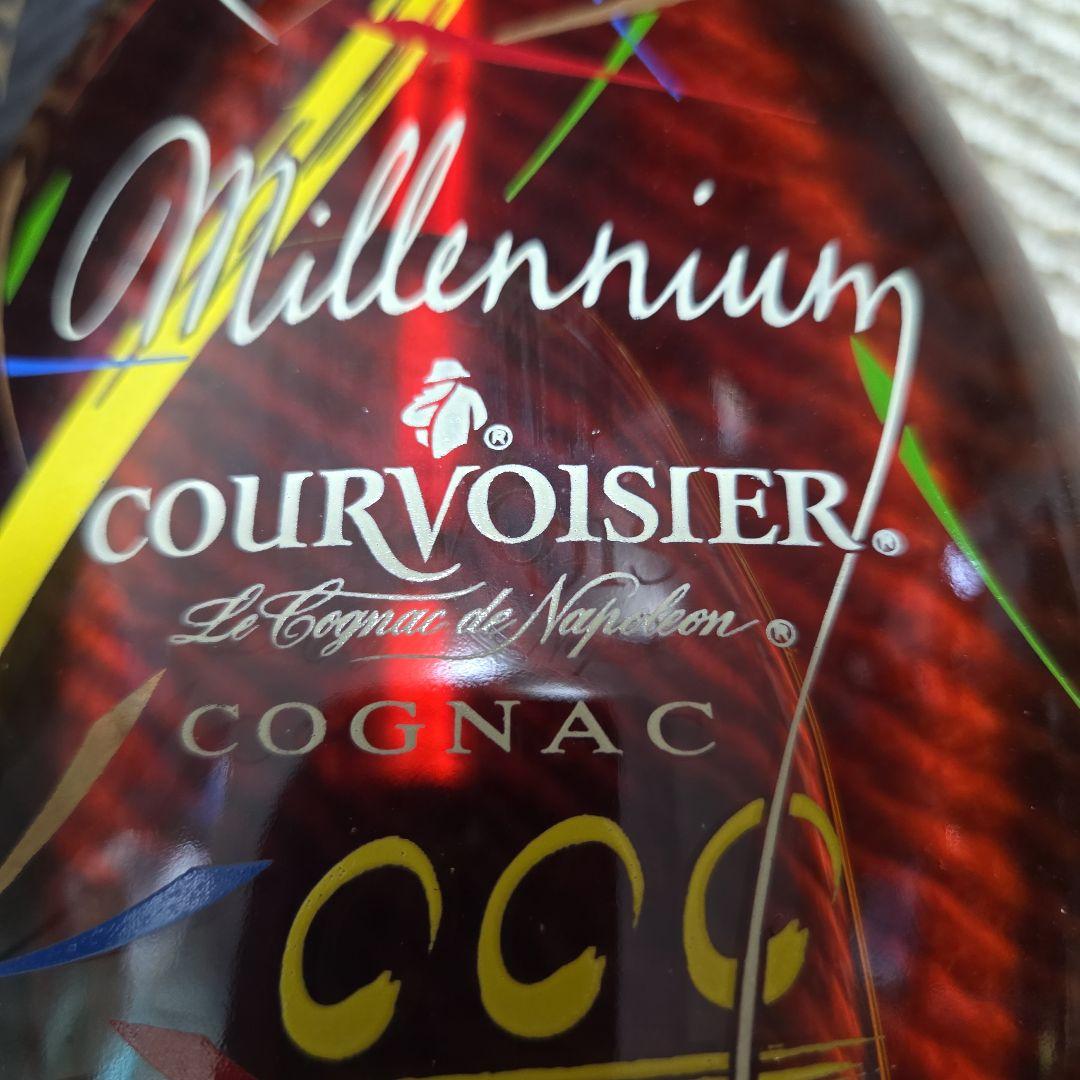 Millennium
®
COURVOISIER®
Le Cognac de Napoleon®
COGNAC